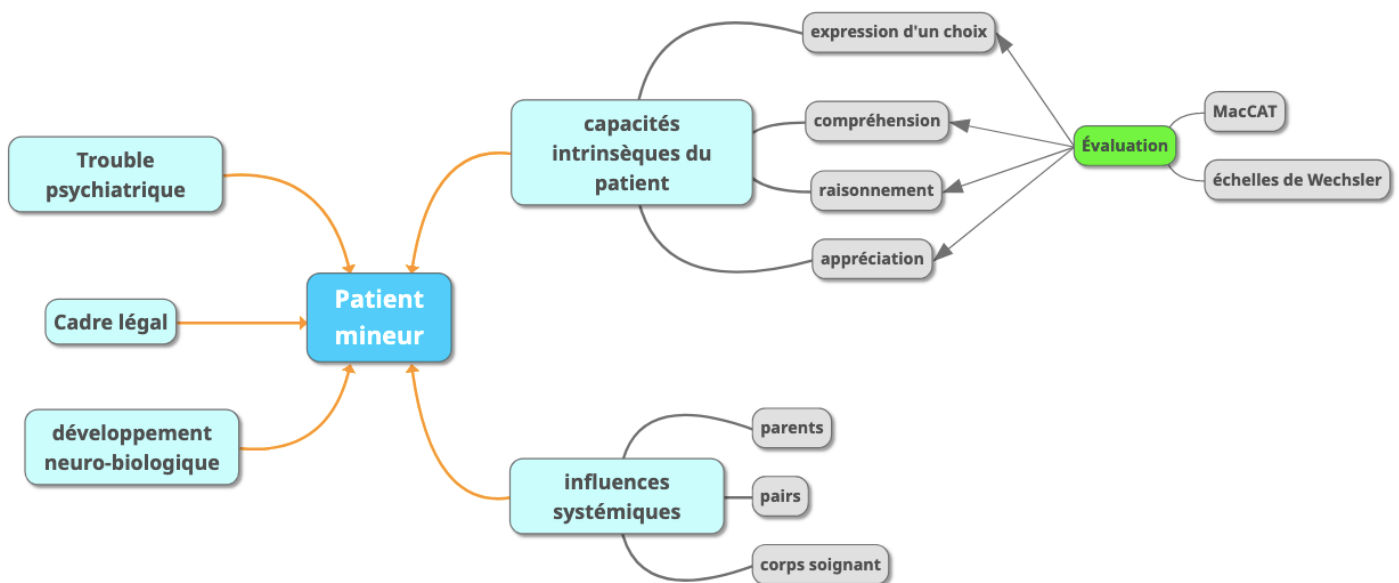 Trouble
psychiatrique
Cadre légal
développement
neuro-biologique
Patient
mineur
capacités
intrinsèques du
patient
expression d'un choix
compréhension
raisonnement
appréciation
Évaluation
MacCAT
échelles de Wechsler
influences
systémiques
parents
pairs
corps soignant